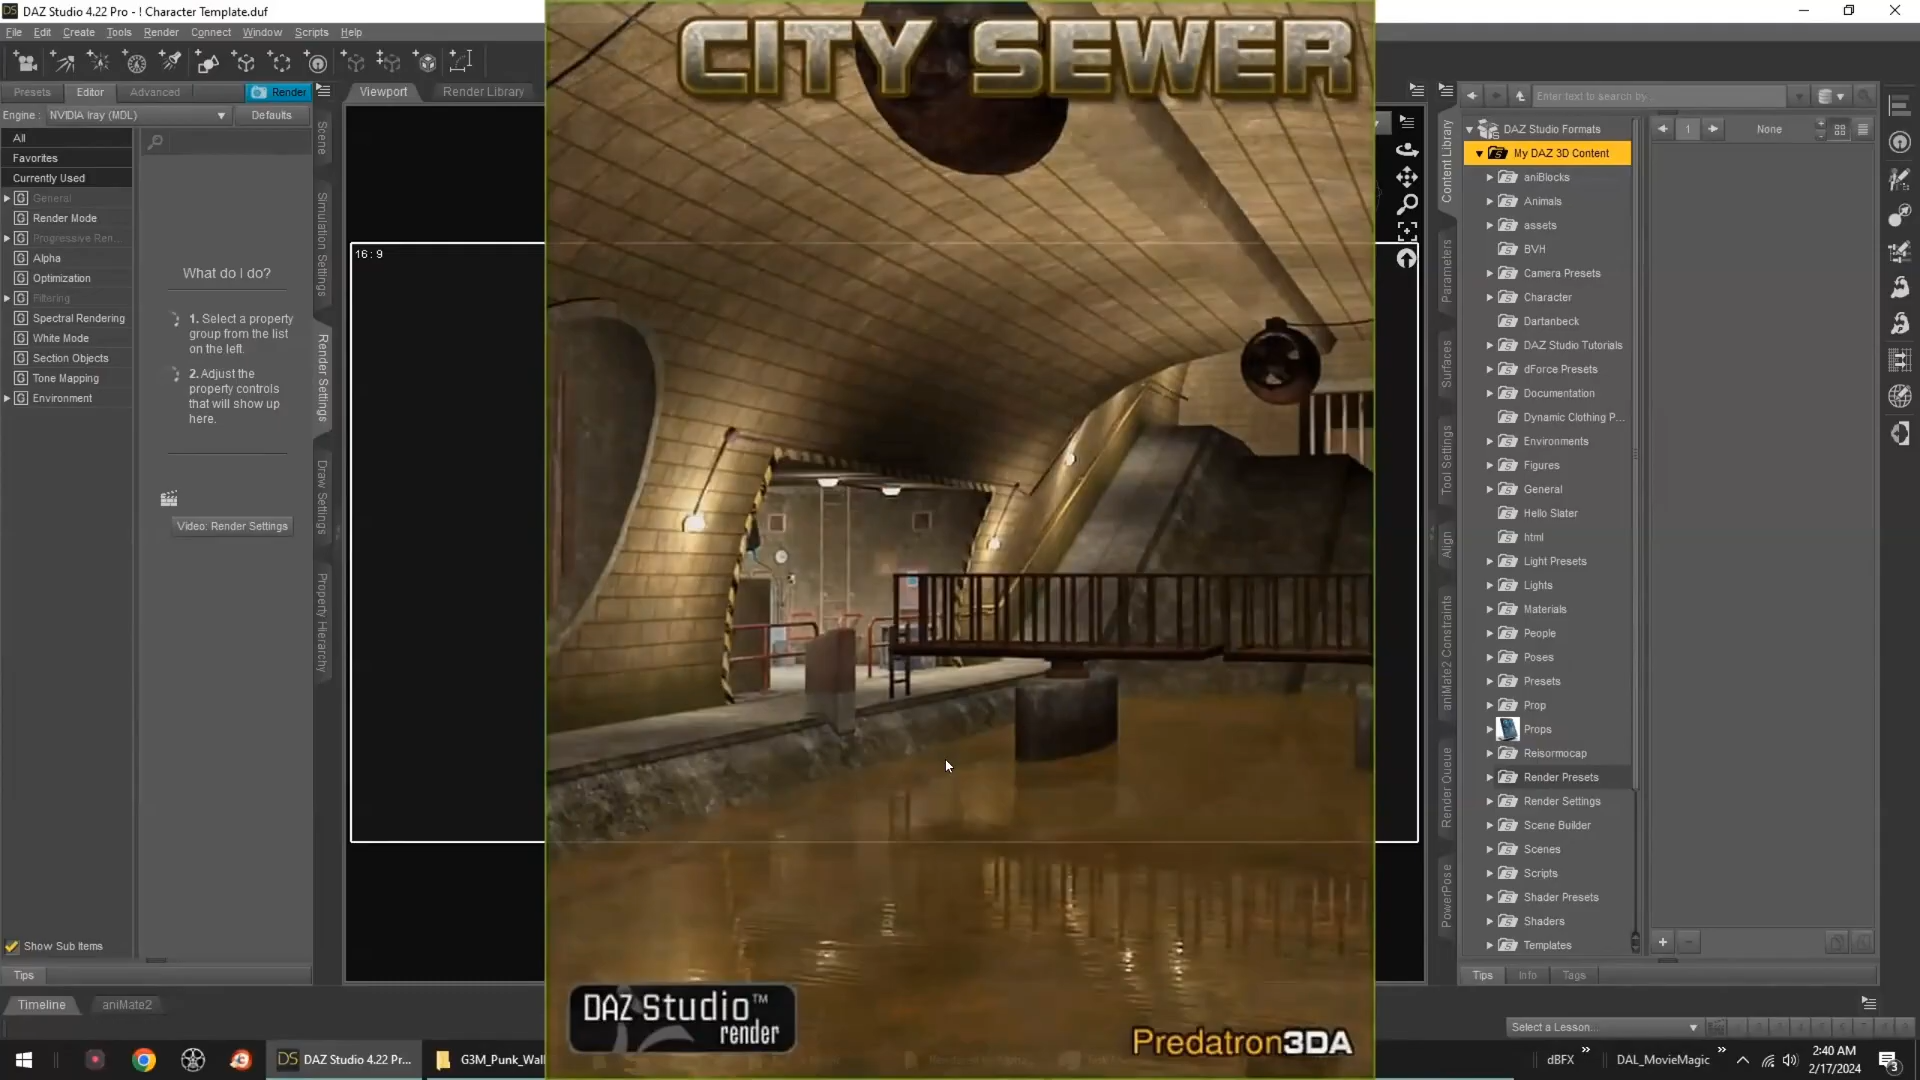 DAZ Studio 4.22 Pro - ! Character Template.duf
File Edit Create Tools Render Connect Window Scripts Help
Presets Editor Advanced Render
Viewport Render Library
Engine : NVIDIA Iray (MDL) Defaults
All
Favorites
Currently Used
General
Render Mode
Progressive Ren...
Alpha
Optimization
Filtering
Spectral Rendering
White Mode
Section Objects
Tone Mapping
Environment
What do I do?
1. Select a property
group from the list
on the left.
2. Adjust the
property controls
that will show up
here.
Video: Render Settings
Show Sub Items
Tips
Scene
Simulation Settings
Render Settings
Draw Settings
Property Hierarchy
16 : 9
CITY SEWER
DAZ Studio™
render
Predatron3DA
Content Library
Parameters
Surfaces
Tool Settings
Align
aniMate2 Constraints
Render Queue
PowerPose
Enter text to search by...
DAZ Studio Formats
My DAZ 3D Content
aniBlocks
Animals
assets
BVH
Camera Presets
Character
Dartanbeck
DAZ Studio Tutorials
dForce Presets
Documentation
Dynamic Clothing P...
Environments
Figures
General
Hello Slater
html
Light Presets
Lights
Materials
People
Poses
Presets
Prop
Props
Reisormocap
Render Presets
Render Settings
Scene Builder
Scenes
Scripts
Shader Presets
Shaders
Templates
1 None
Tips Info Tags
Timeline aniMate2
Select a Lesson...
DAZ Studio 4.22 Pr...
G3M_Punk_Wal
dBFX
DAL_MovieMagic
2:40 AM
2/17/2024
3